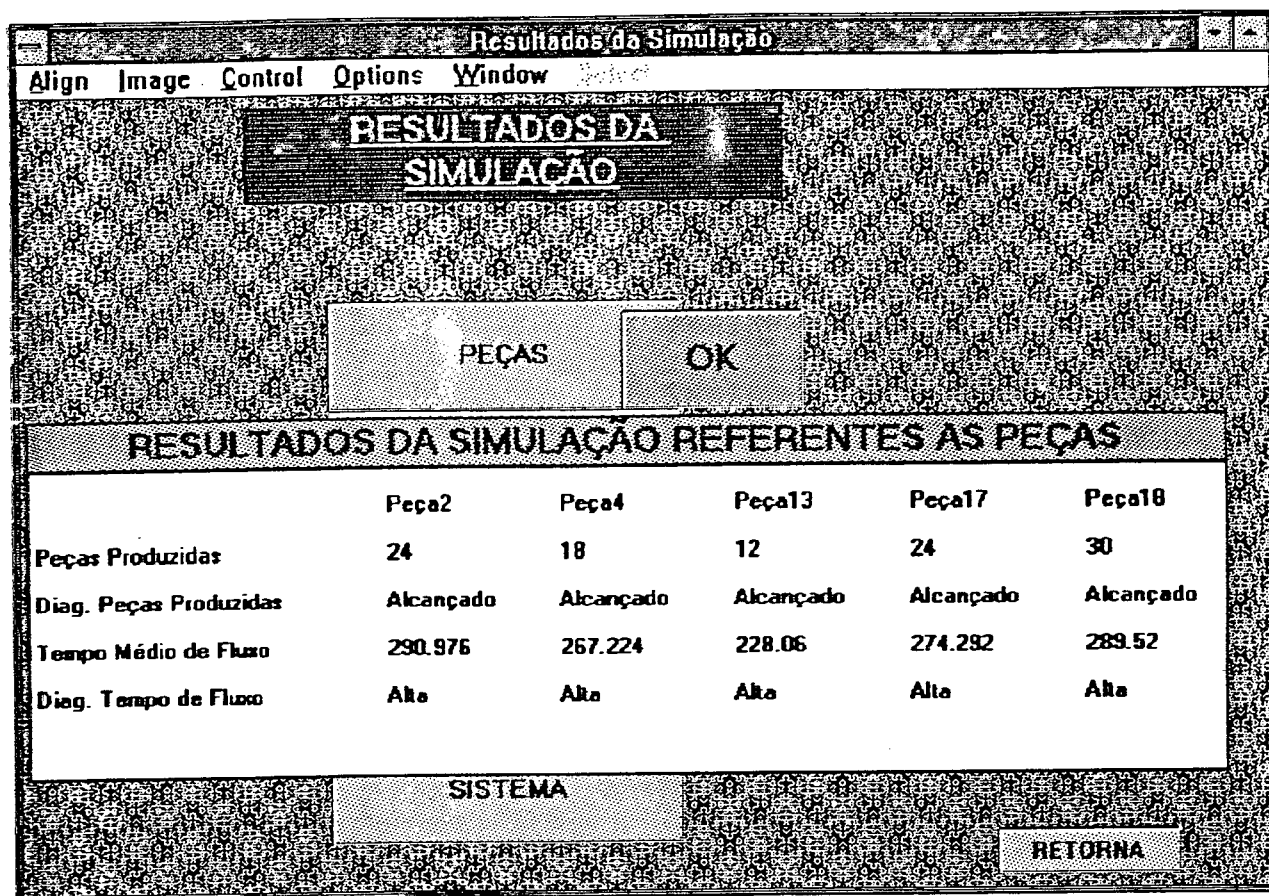 Resultados da Simulação
Align Image Control Options Window Select
RESULTADOS DA
SIMULAÇÃO
PEÇAS OK
RESULTADOS DA SIMULAÇÃO REFERENTES AS PEÇAS
Peça2 Peça4 Peça13 Peça17 Peça18
Peças Produzidas 24 18 12 24 30
Diag. Peças Produzidas Alcançado Alcançado Alcançado Alcançado Alcançado
Tempo Médio de Fluxo 290.976 267.224 228.06 274.292 289.52
Diag. Tempo de Fluxo Alta Alta Alta Alta Alta
SISTEMA
RETORNA